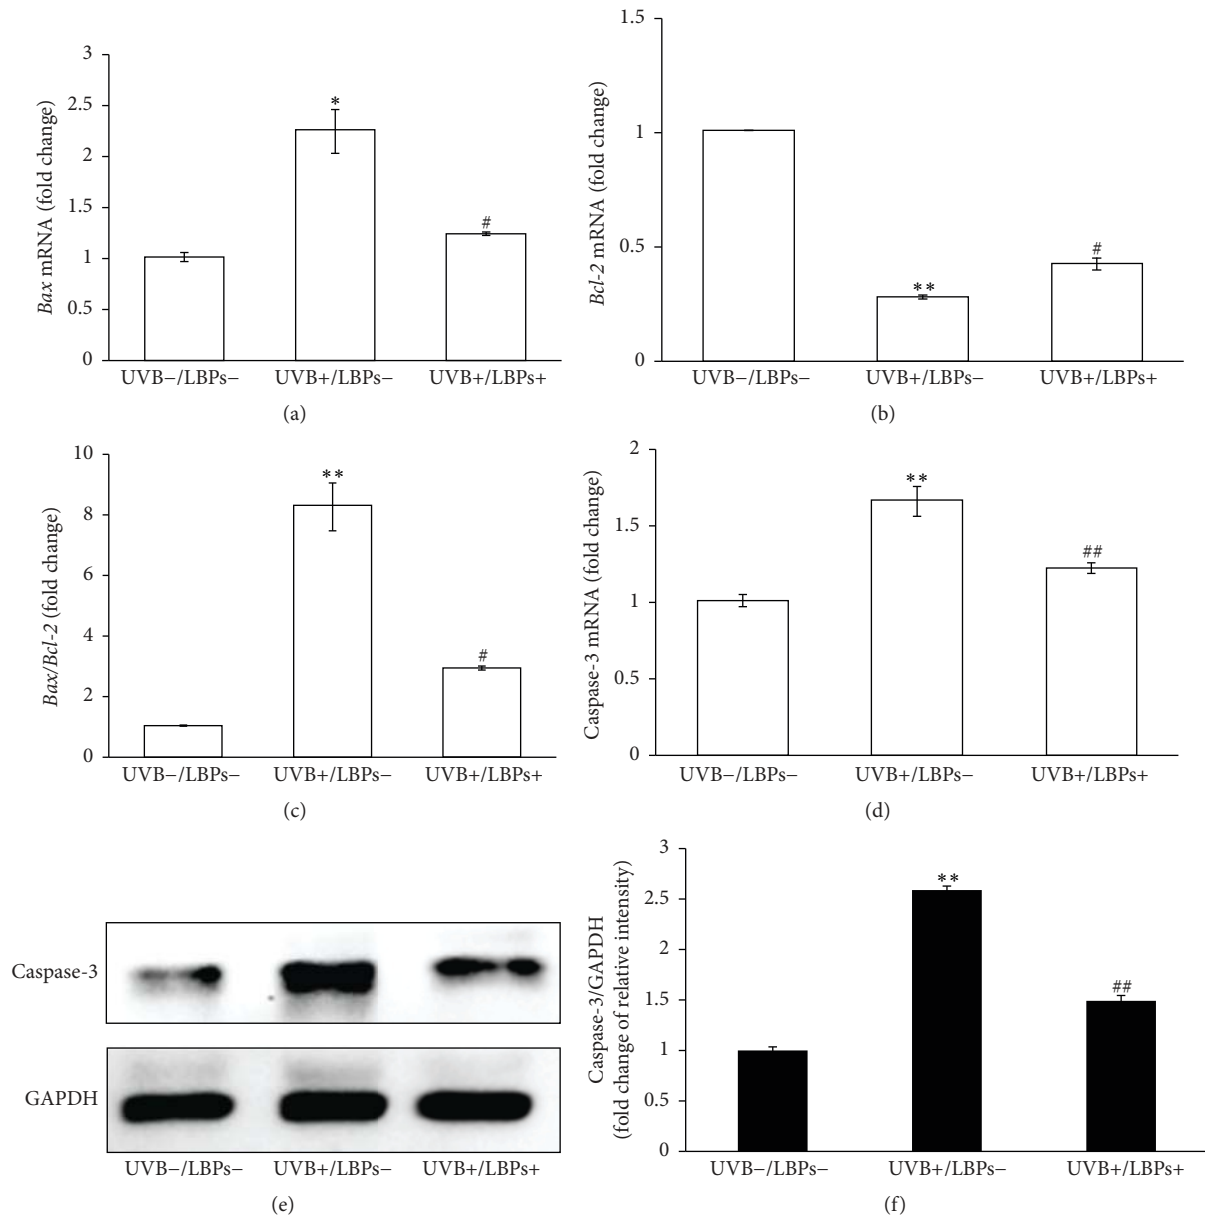 3
2.5
2
1.5
1
0.5
0
Bax mRNA (fold change)
*
#
UVB−/LBPs−
UVB+/LBPs−
UVB+/LBPs+
(a)
1.5
1
0.5
0
Bcl-2 mRNA (fold change)
**
#
UVB−/LBPs−
UVB+/LBPs−
UVB+/LBPs+
(b)
10
8
6
4
2
0
Bax/Bcl-2 (fold change)
**
#
UVB−/LBPs−
UVB+/LBPs−
UVB+/LBPs+
(c)
2
1.5
1
0.5
0
Caspase-3 mRNA (fold change)
**
##
UVB−/LBPs−
UVB+/LBPs−
UVB+/LBPs+
(d)
Caspase-3
GAPDH
UVB−/LBPs−
UVB+/LBPs−
UVB+/LBPs+
(e)
3
2.5
2
1.5
1
0.5
0
Caspase-3/GAPDH
(fold change of relative intensity)
**
##
UVB−/LBPs−
UVB+/LBPs−
UVB+/LBPs+
(f)